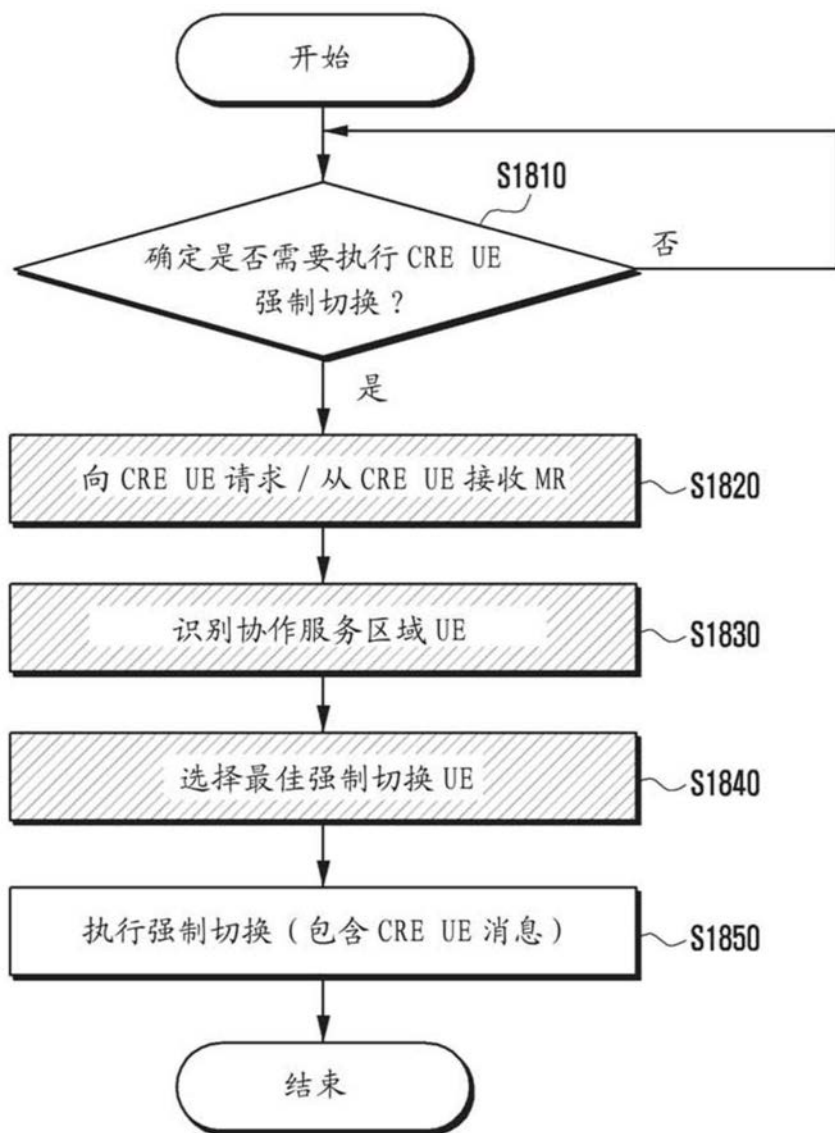 开始
S1810
确定是否需要执行 CRE UE
强制切换?
否
是
向 CRE UE 请求 / 从 CRE UE 接收 MR
S1820
识别协作服务区域 UE
S1830
选择最佳强制切换 UE
S1840
执行强制切换(包含 CRE UE 消息)
S1850
结束